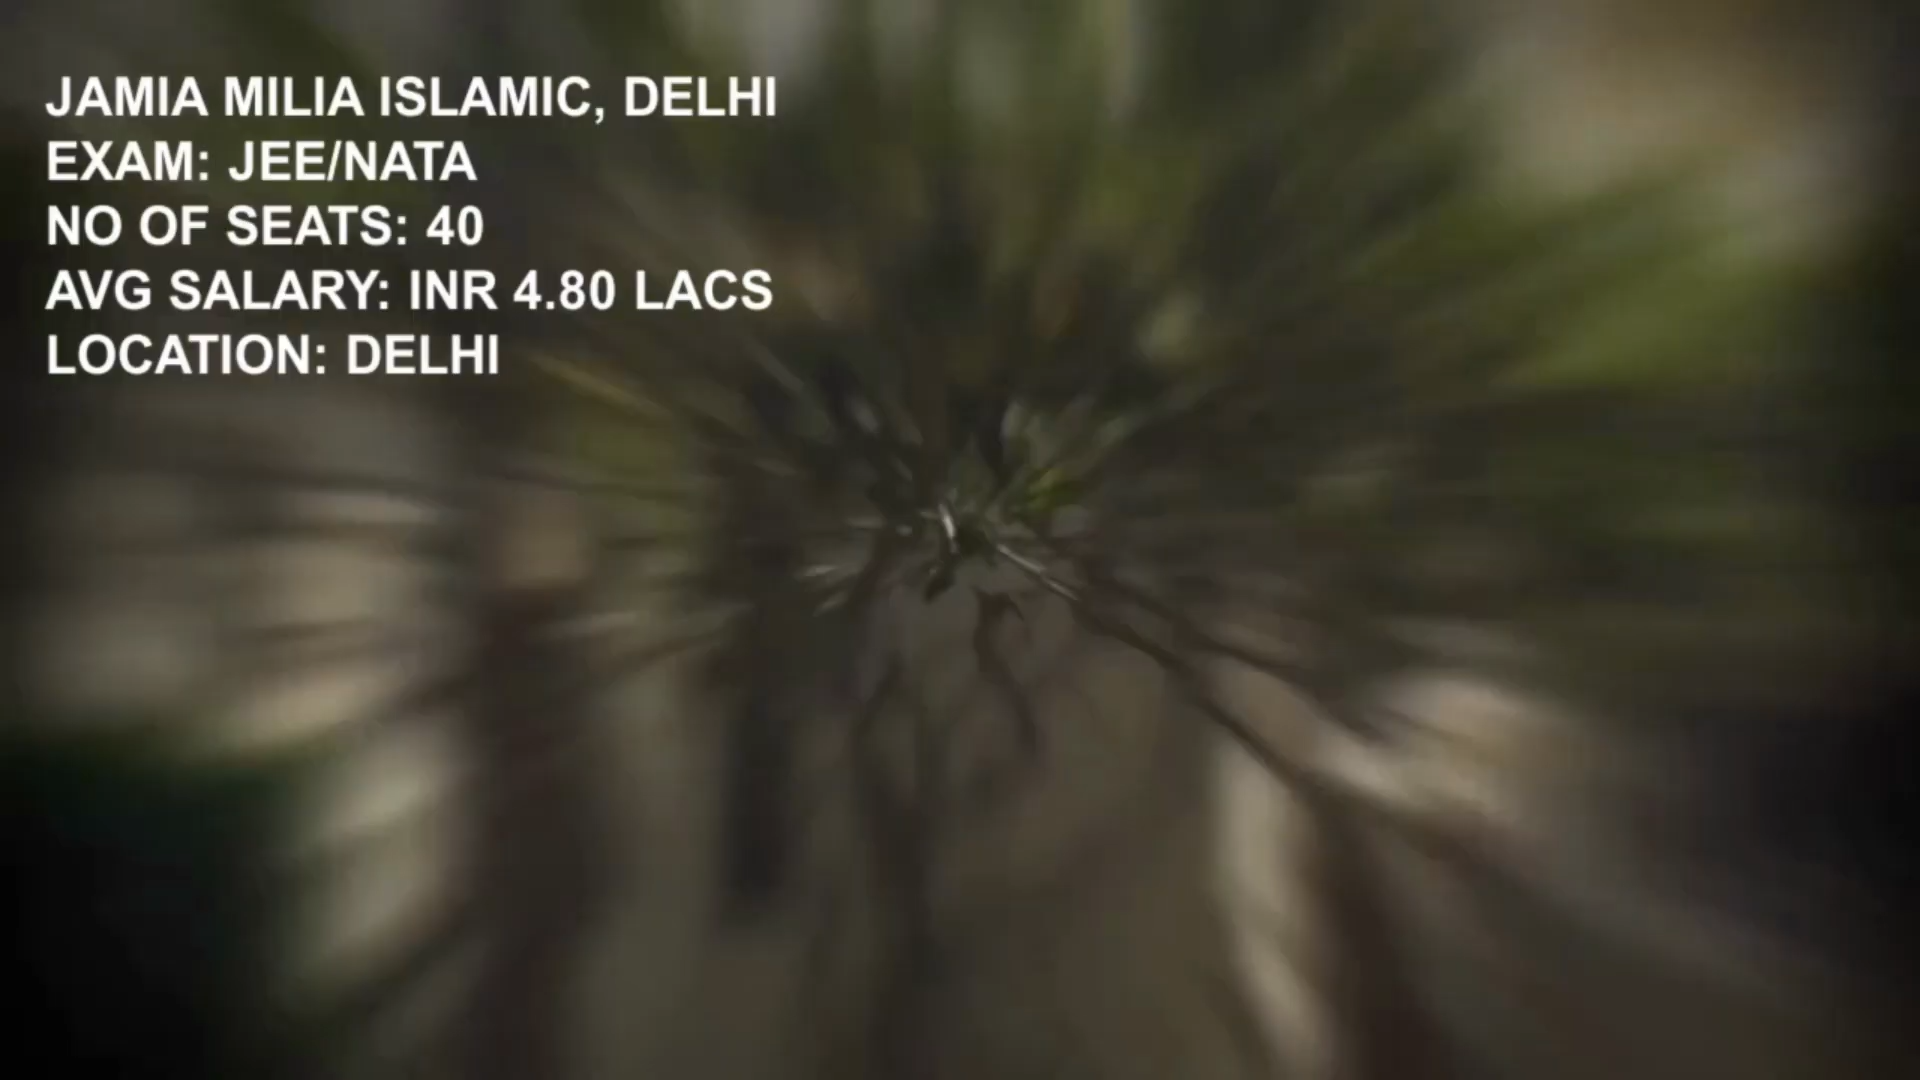 JAMIA MILIA ISLAMIC, DELHI
EXAM: JEE/NATA
NO OF SEATS: 40
AVG SALARY: INR 4.80 LACS
LOCATION: DELHI